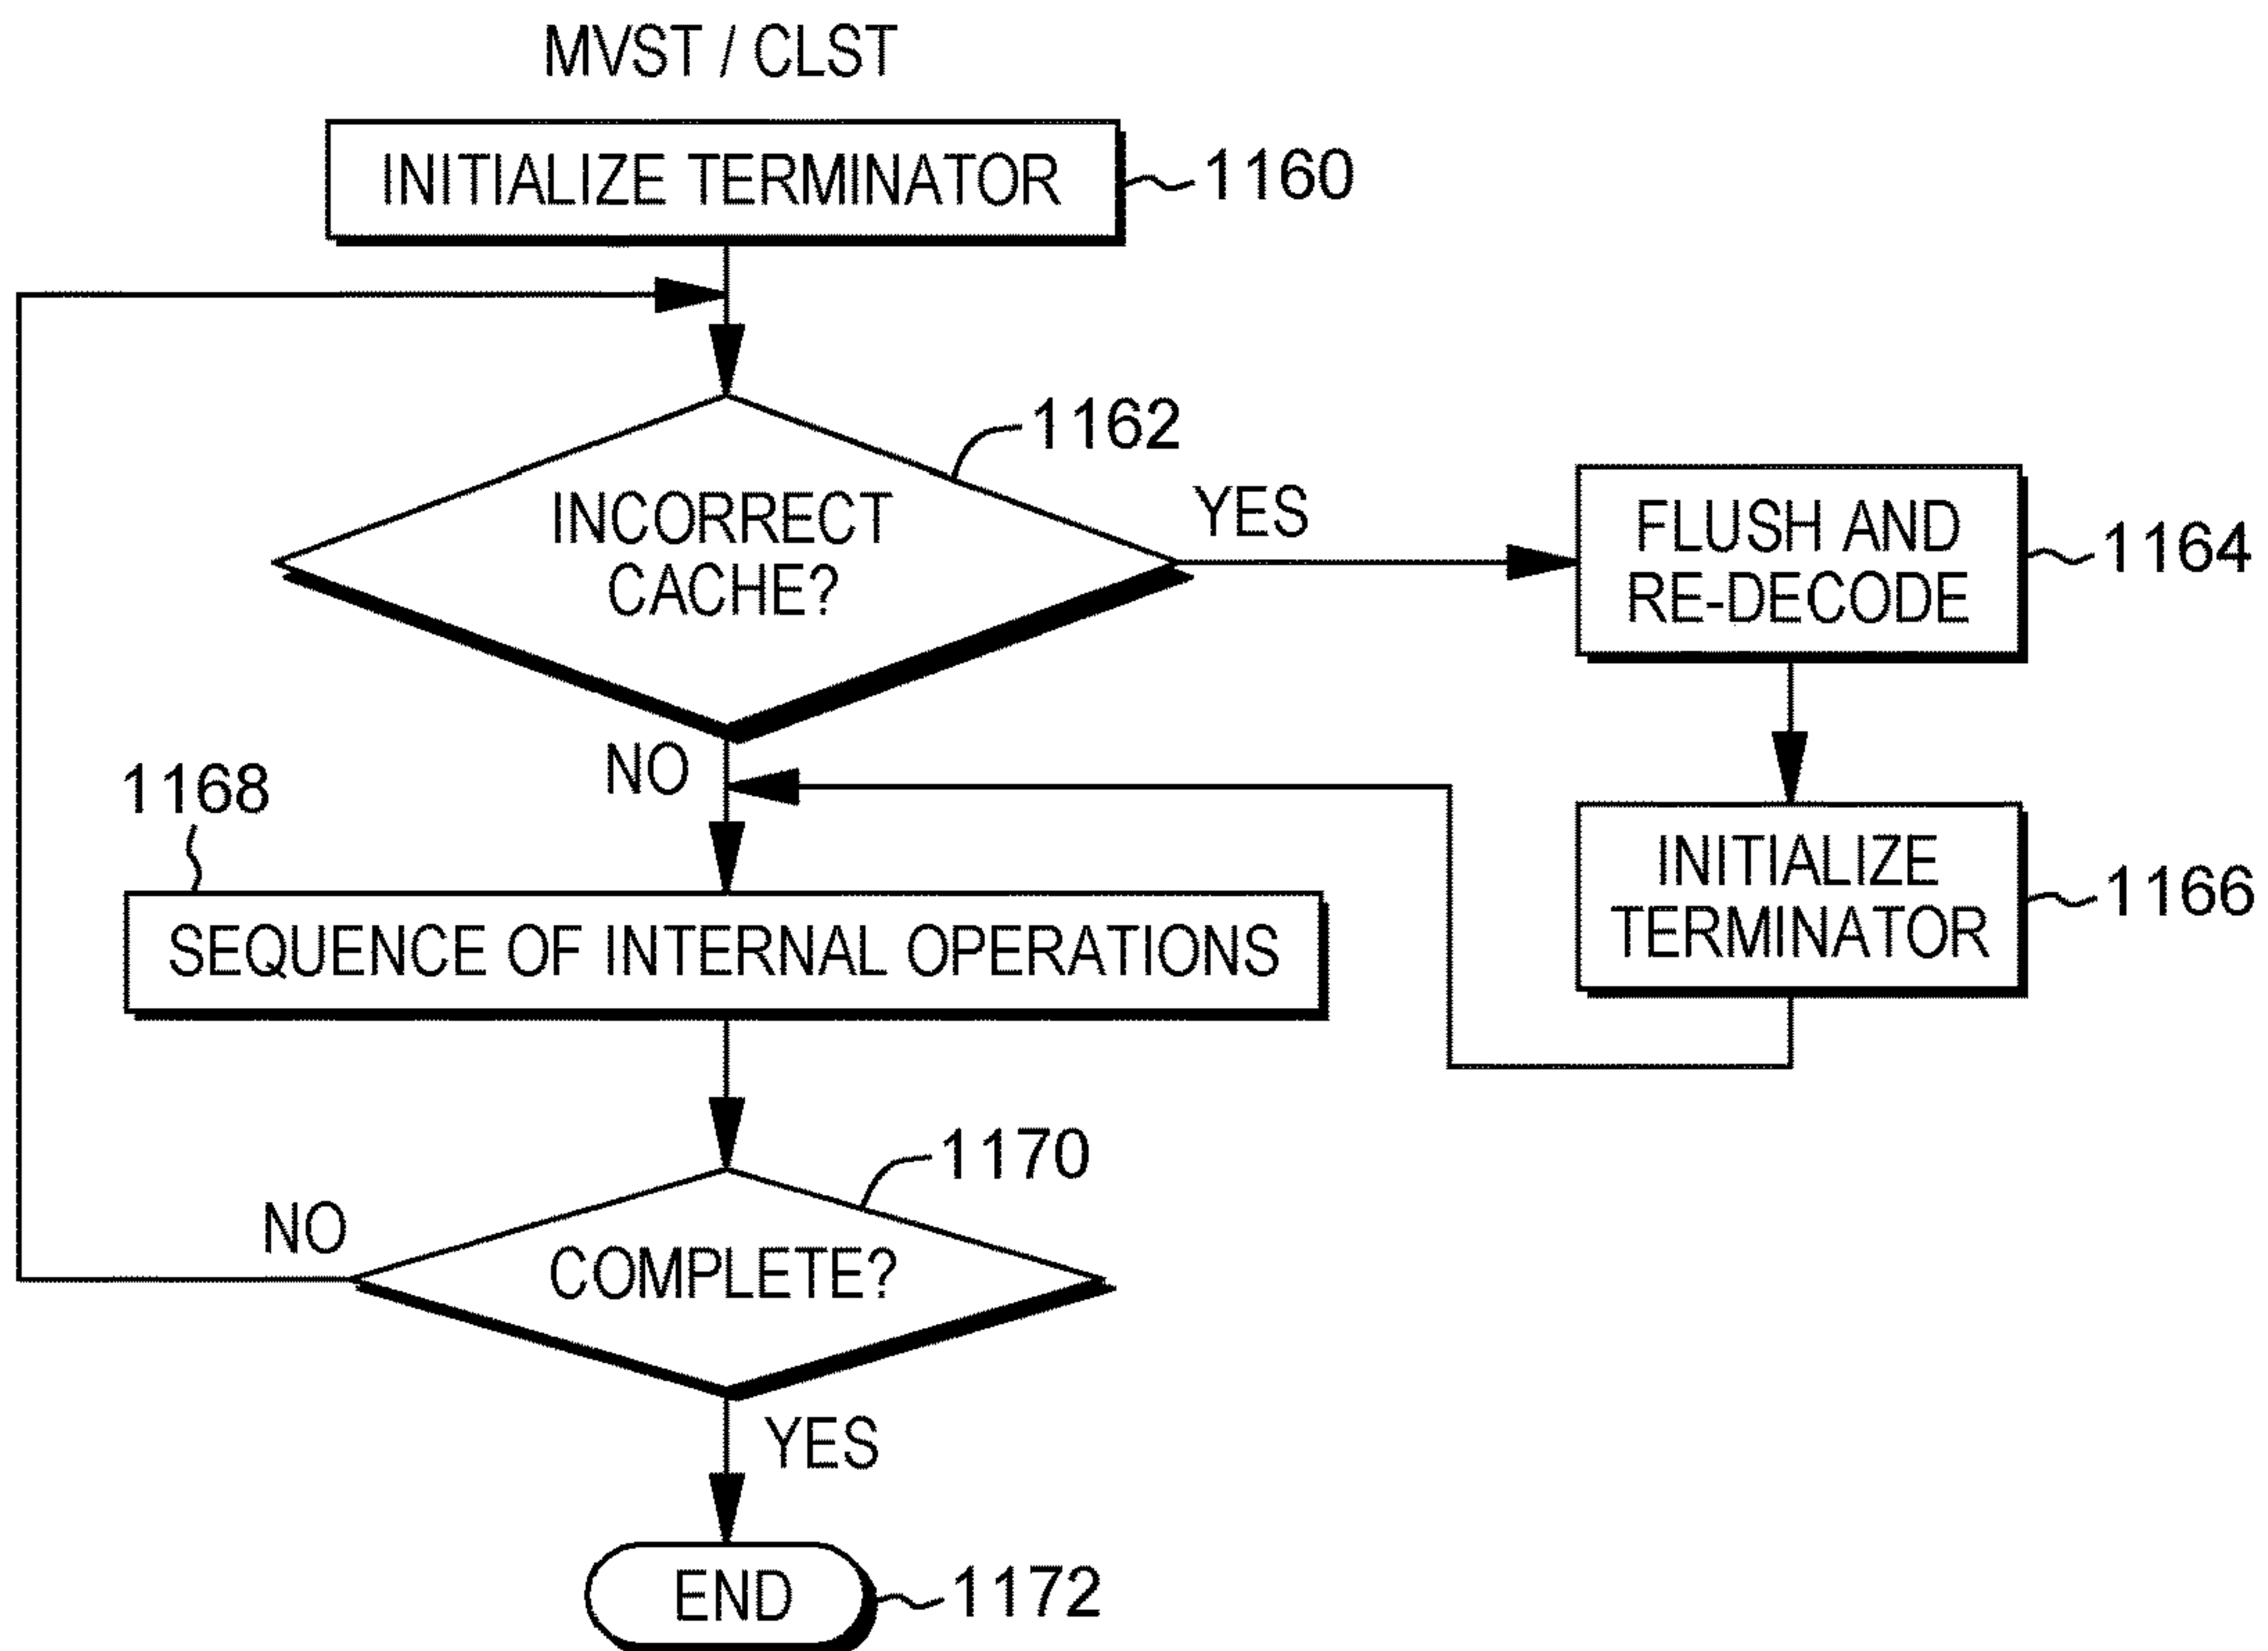 MVST / CLST
INITIALIZE TERMINATOR
1160
1162
INCORRECT
CACHE?
YES
FLUSH AND
RE-DECODE
1164
NO
INITIALIZE
TERMINATOR
1166
1168
SEQUENCE OF INTERNAL OPERATIONS
1170
NO
COMPLETE?
YES
END
1172